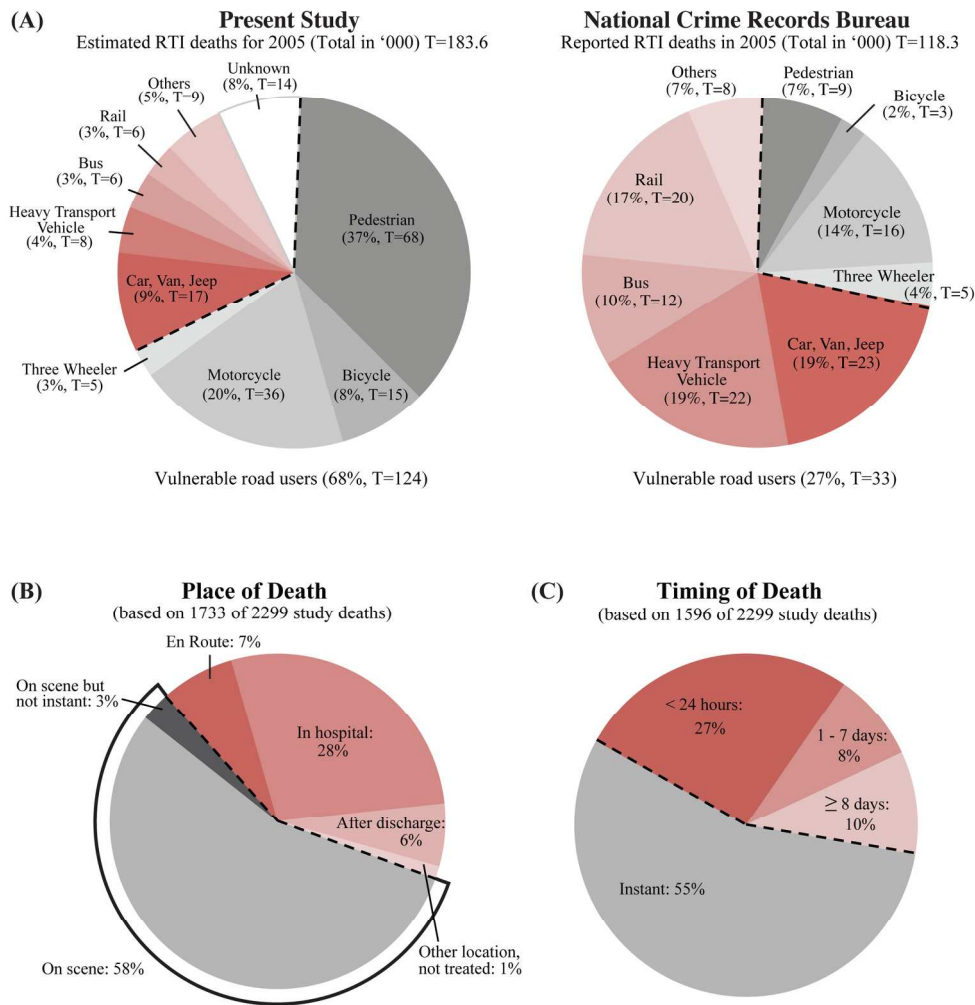 (A)
Present Study
Estimated RTI deaths for 2005 (Total in ‘000) T=183.6
Unknown
(8%, T=14)
Others
(5%, T−9)
Rail
(3%, T=6)
Bus
(3%, T=6)
Heavy Transport
Vehicle
(4%, T=8)
Car, Van, Jeep
(9%, T=17)
Three Wheeler
(3%, T=5)
Motorcycle
(20%, T=36)
Bicycle
(8%, T=15)
Pedestrian
(37%, T=68)
Vulnerable road users (68%, T=124)
National Crime Records Bureau
Reported RTI deaths in 2005 (Total in ‘000) T=118.3
Others
(7%, T=8)
Pedestrian
(7%, T=9)
Bicycle
(2%, T=3)
Rail
(17%, T=20)
Motorcycle
(14%, T=16)
Three Wheeler
(4%, T=5)
Bus
(10%, T−12)
Car, Van, Jeep
(19%, T=23)
Heavy Transport
Vehicle
(19%, T=22)
Vulnerable road users (27%, T=33)
(B)
Place of Death
(based on 1733 of 2299 study deaths)
En Route: 7%
On scene but
not instant: 3%
In hospital:
28%
After discharge:
6%
Other location,
not treated: 1%
On scene: 58%
(C)
Timing of Death
(based on 1596 of 2299 study deaths)
< 24 hours:
27%
1 - 7 days:
8%
≥ 8 days:
10%
Instant: 55%